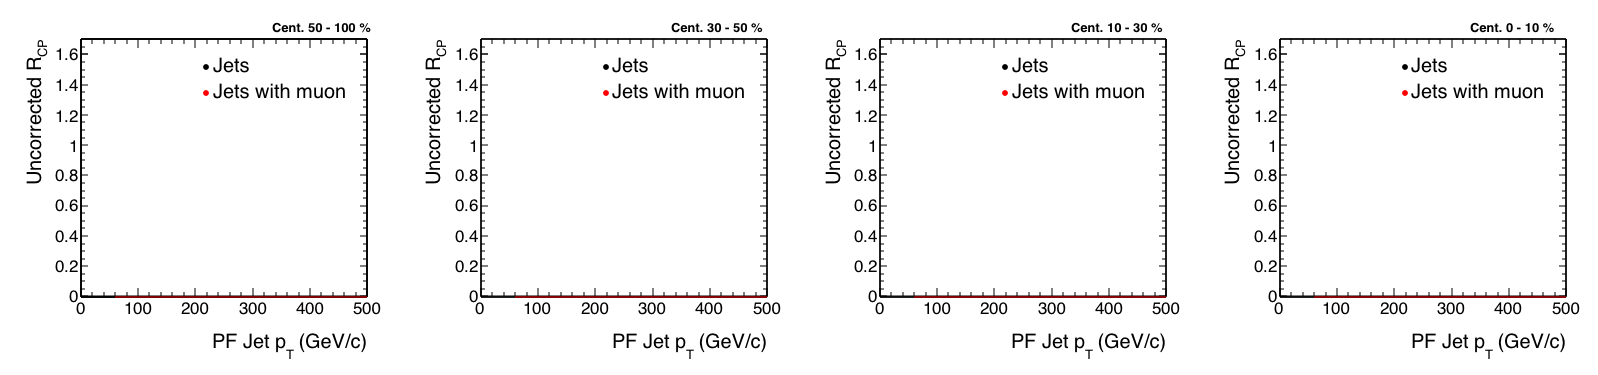 Cent. 50 - 100 %
Uncorrected R_CP
1.6
1.4
1.2
1
0.8
0.6
0.4
0.2
0
Jets
Jets with muon
0 100 200 300 400 500
PF Jet p_T (GeV/c)
Cent. 30 - 50 %
Uncorrected R_CP
1.6
1.4
1.2
1
0.8
0.6
0.4
0.2
0
Jets
Jets with muon
0 100 200 300 400 500
PF Jet p_T (GeV/c)
Cent. 10 - 30 %
Uncorrected R_CP
1.6
1.4
1.2
1
0.8
0.6
0.4
0.2
0
Jets
Jets with muon
0 100 200 300 400 500
PF Jet p_T (GeV/c)
Cent. 0 - 10 %
Uncorrected R_CP
1.6
1.4
1.2
1
0.8
0.6
0.4
0.2
0
Jets
Jets with muon
0 100 200 300 400 500
PF Jet p_T (GeV/c)